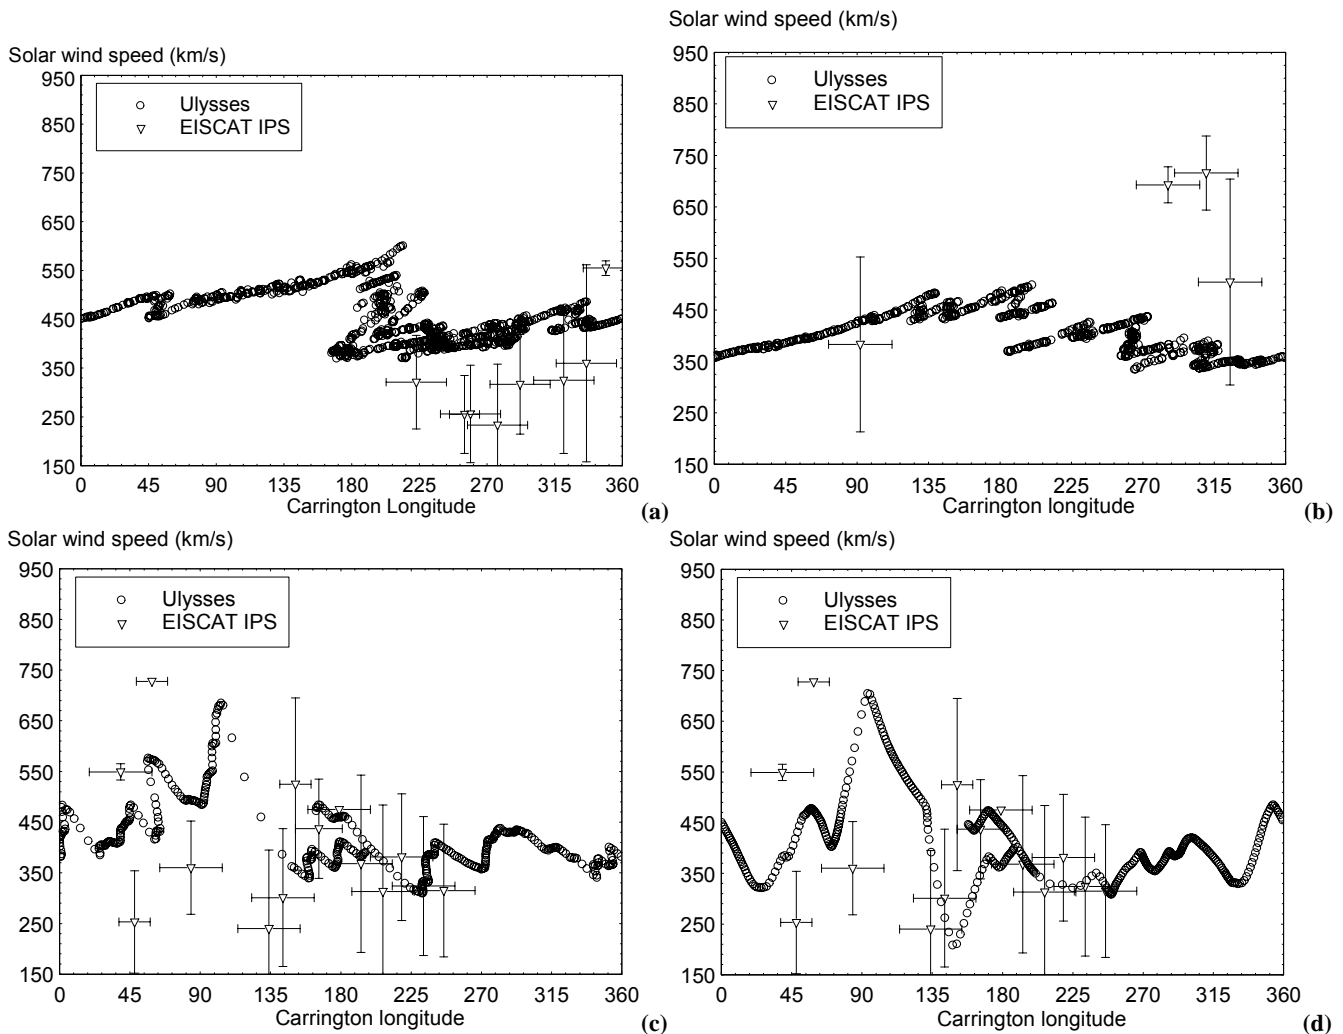 Solar wind speed (km/s)
950
850
750
650
550
450
350
250
150
Ulysses
EISCAT IPS
0 45 90 135 180 225 270 315 360
Carrington Longitude
(a)
Solar wind speed (km/s)
950
850
750
650
550
450
350
250
150
Ulysses
EISCAT IPS
0 45 90 135 180 225 270 315 360
Carrington longitude
(b)
Solar wind speed (km/s)
950
850
750
650
550
450
350
250
150
Ulysses
EISCAT IPS
0 45 90 135 180 225 270 315 360
Carrington longitude
(c)
Solar wind speed (km/s)
950
850
750
650
550
450
350
250
150
Ulysses
EISCAT IPS
0 45 90 135 180 225 270 315 360
Carrington longitude
(d)